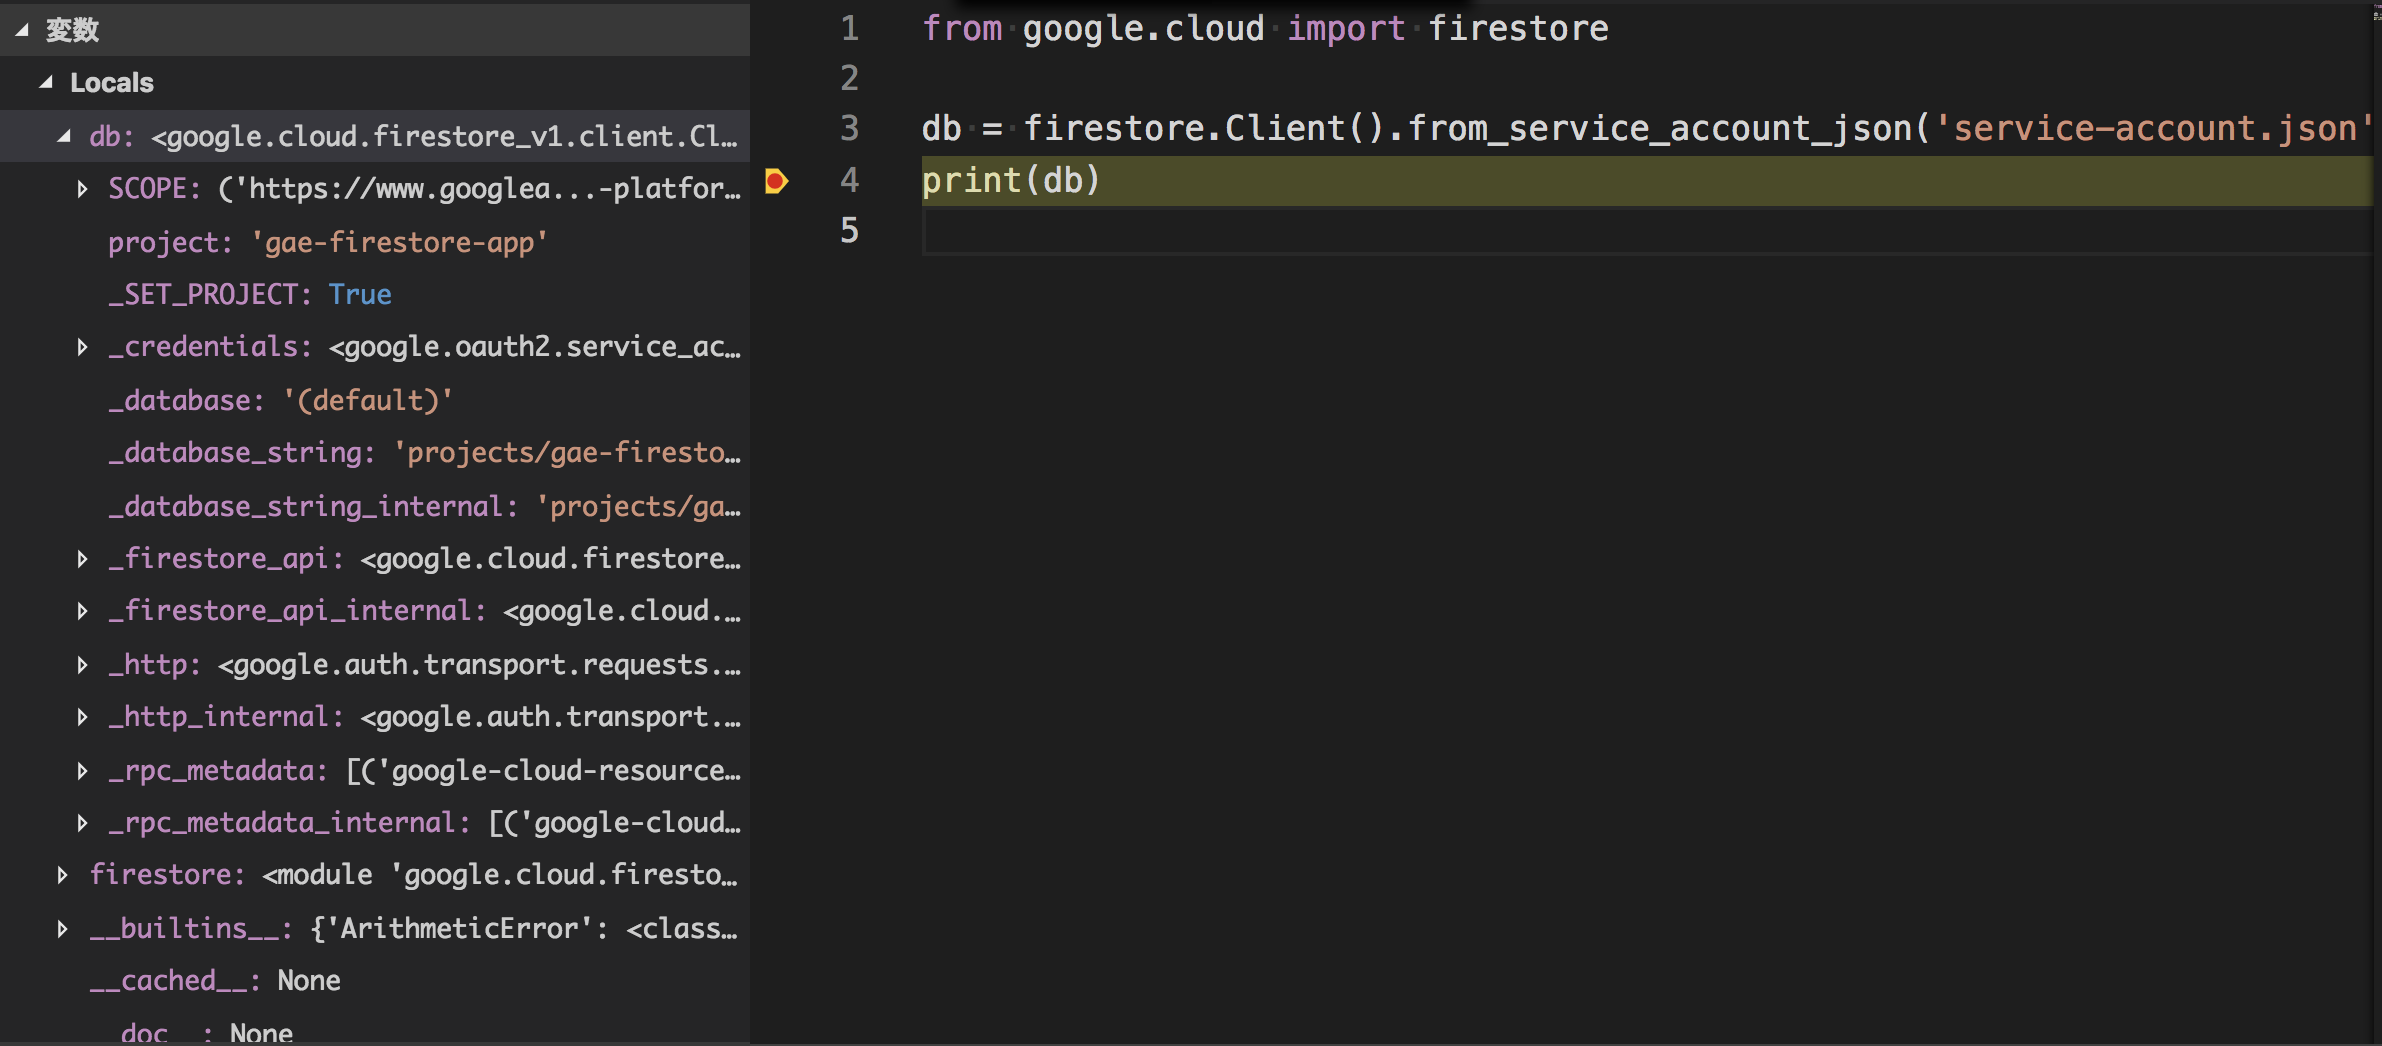 変数
Locals
db: <google.cloud.firestore_v1.client.Cl…
SCOPE: ('https://www.googlea...-platfor…
project: 'gae-firestore-app'
_SET_PROJECT: True
_credentials: <google.oauth2.service_ac…
_database: '(default)'
_database_string: 'projects/gae-firesto…
_database_string_internal: 'projects/ga…
_firestore_api: <google.cloud.firestore…
_firestore_api_internal: <google.cloud.…
_http: <google.auth.transport.requests.…
_http_internal: <google.auth.transport.…
_rpc_metadata: [('google-cloud-resource…
_rpc_metadata_internal: [('google-cloud…
firestore: <module 'google.cloud.firesto…
__builtins__: {'ArithmeticError': <class…
__cached__: None
__doc__: None
1 from google.cloud import firestore
2
3 db = firestore.Client().from_service_account_json('service-account.json'
4 print(db)
5